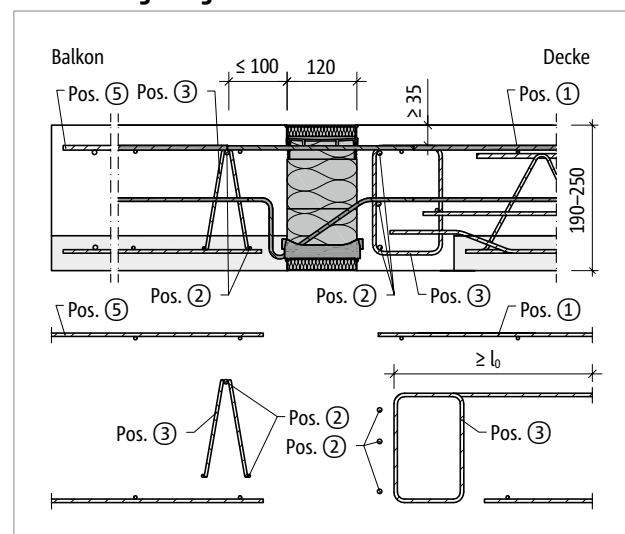 Balkon
Decke
≤ 100
120
≥ 35
Pos. ⑤
Pos. ③
Pos. ①
190–250
Pos. ②
Pos. ②
Pos. ③
Pos. ⑤
Pos. ①
≥ l₀
Pos. ③
Pos. ②
Pos. ②
Pos. ③